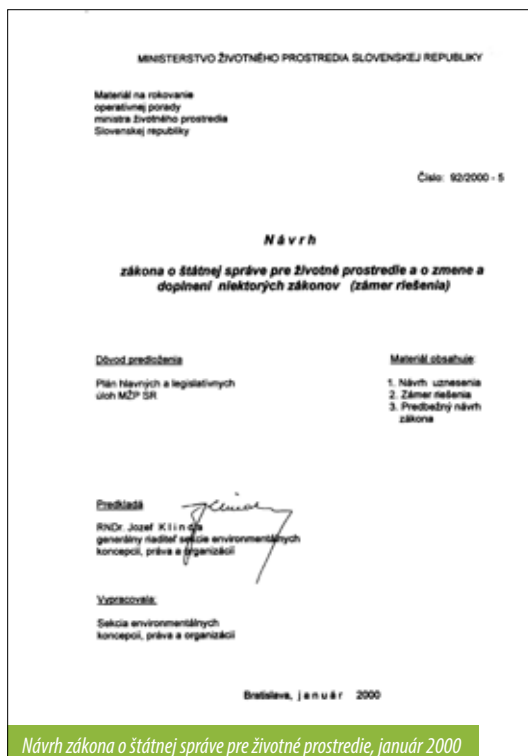 MINISTERSTVO ŽIVOTNÉHO PROSTREDIA SLOVENSKEJ REPUBLIKY
Materiál na rokovanie
operatívnej porady
ministra životného prostredia
Slovenskej republiky
Číslo: 92/2000 - 5
N á v r h
zákona o štátnej správe pre životné prostredie a o zmene a
doplnení niektorých zákonov (zámer riešenia)
Dôvod predloženia
Plán hlavných a legislatívnych
úloh MŽP SR
Materiál obsahuje:
1. Návrh uznesenia
2. Zámer riešenia
3. Predbežný návrh
zákona
Predkladá
RNDr. Jozef K l i n d a
generálny riaditeľ sekcie environmentálnych
koncepcií, práva a organizácií
Vypracovala:
Sekcia environmentálnych
koncepcií, práva a organizácií
Bratislava, j a n u á r 2000
Návrh zákona o štátnej správe pre životné prostredie, január 2000